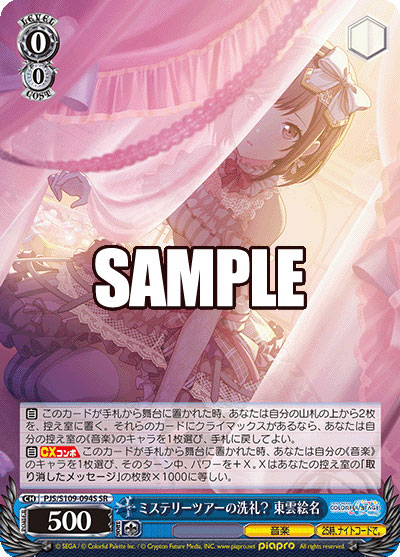 LEVEL
0
0
COST
SAMPLE
自 このカードが手札から舞台に置かれた時、あなたは自分の山札の上から2枚
を、控え室に置く。それらのカードにクライマックスがあるなら、あなたは自
分の控え室の《音楽》のキャラを1枚選び、手札に戻してよい。
自 CXコンボ このカードが手札から舞台に置かれた時、あなたは自分の《音楽》
のキャラを1枚選び、そのターン中、パワーを+X。Xはあなたの控え室の「取
り消したメッセージ」の枚数×1000に等しい。
CH PJS/S109-094S SR
500
ミステリーツアーの洗礼? 東雲絵名
音楽
25時、ナイトコードで。
© SEGA / © Colorful Palette Inc. / © Crypton Future Media, INC. www.piapro.net piapro All rights reserved.